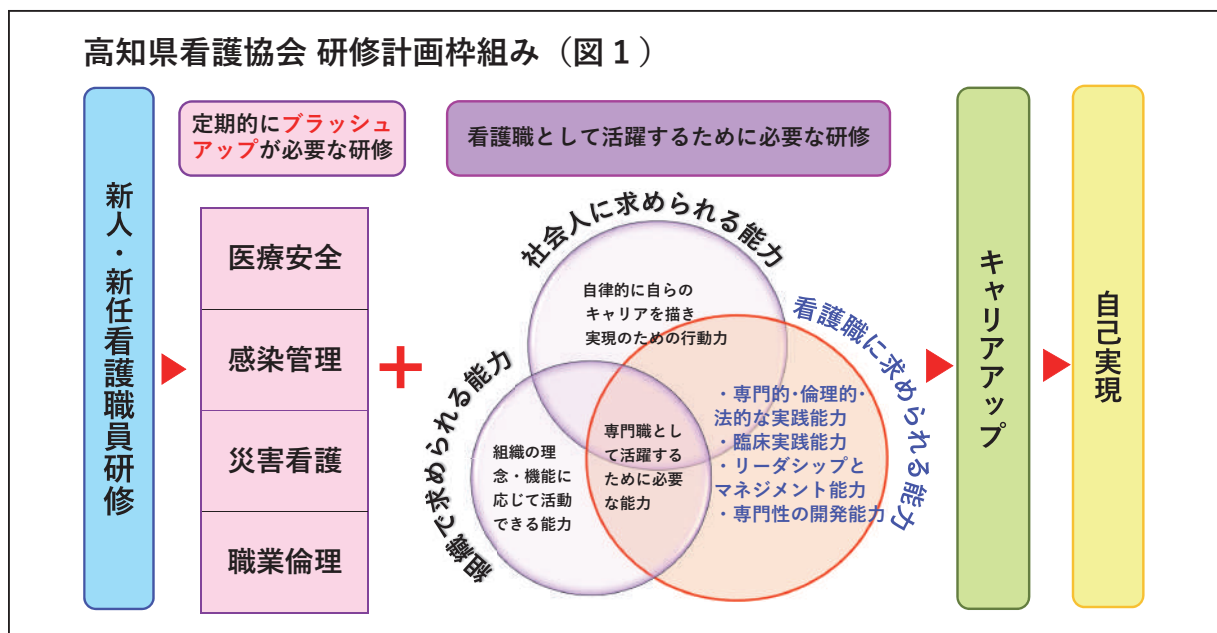 高知県看護協会 研修計画枠組み（図１）
新人・新任看護職員研修
定期的にブラッシュ
アップが必要な研修
医療安全
感染管理
災害看護
職業倫理
＋
看護職として活躍するために必要な研修
社会人に求められる能力
自律的に自らの
キャリアを描き
実現のための行動力
組織で求められる能力
組織の理
念・機能に
応じて活動
できる能力
専門職とし
て活躍する
ために必要
な能力
看護職に求められる能力
・専門的・倫理的・
法的な実践能力
・臨床実践能力
・リーダシップと
マネジメント能力
・専門性の開発能力
キャリアアップ
自己実現